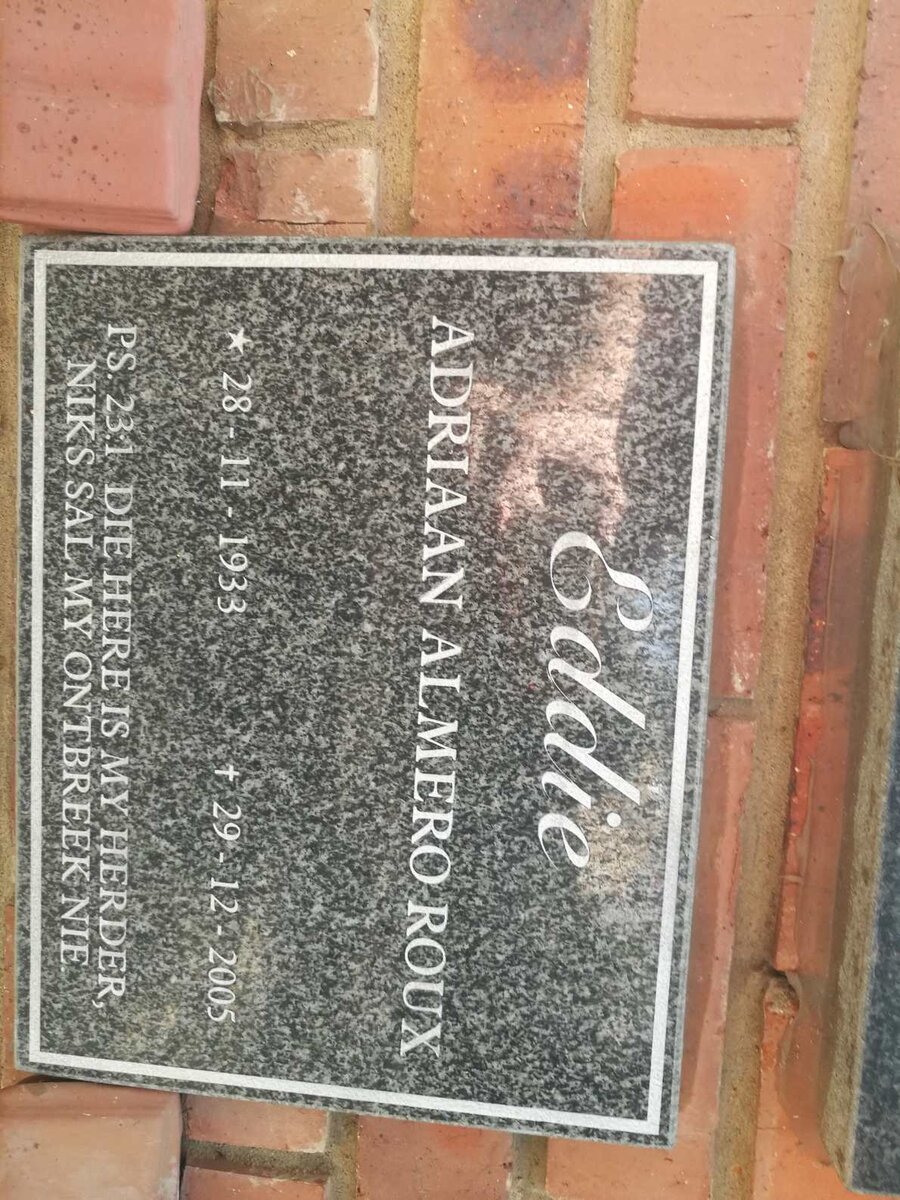 Eddie
ADRIAAN ALMERO ROUX
★ 28 - 11 - 1933 † 29 - 12 - 2005
PS. 23:1 DIE HERE IS MY HERDER,
NIKS SAL MY ONTBREEK NIE.